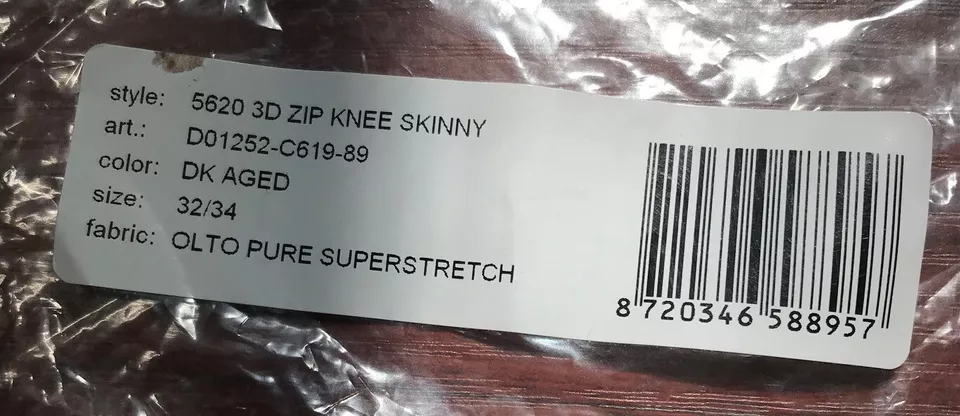 style: 5620 3D ZIP KNEE SKINNY
art.: D01252-C619-89
color: DK AGED
size: 32/34
fabric: OLTO PURE SUPERSTRETCH
8 720346 588957